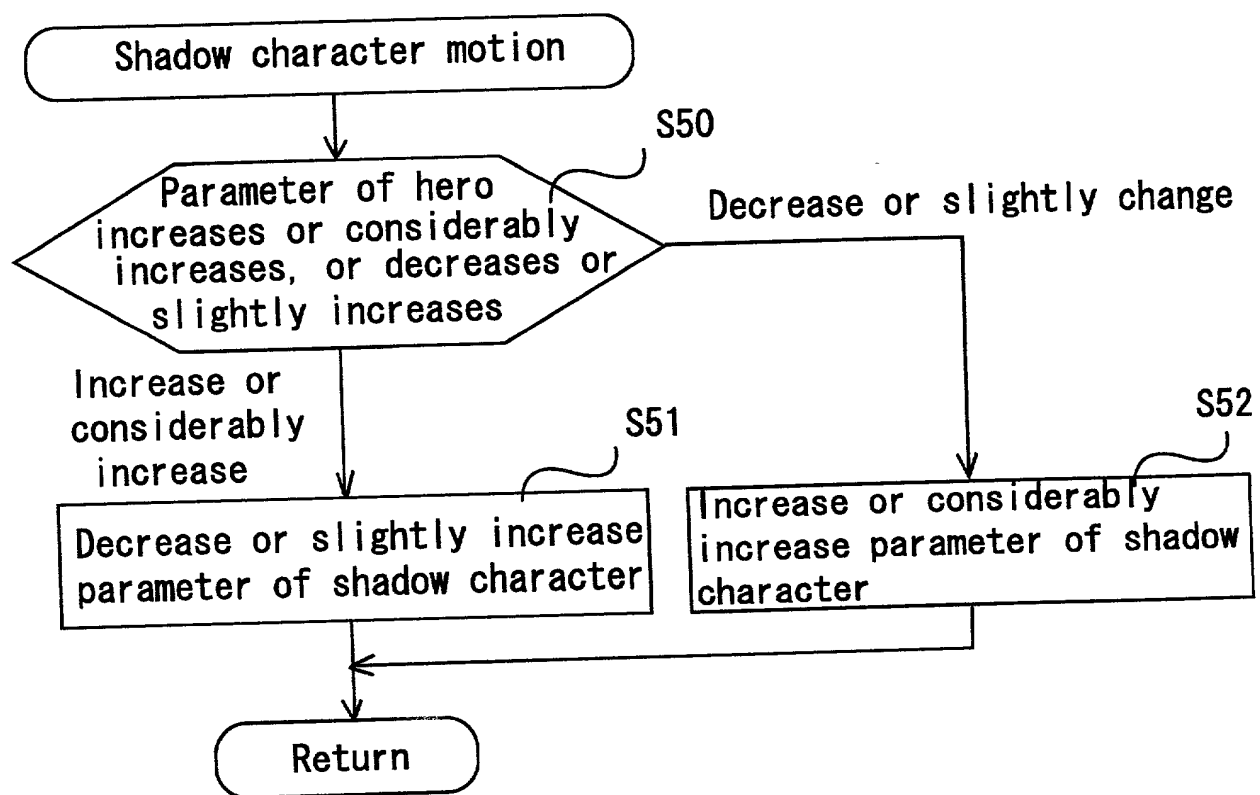 Shadow character motion
S50
Parameter of hero
increases or considerably
increases, or decreases or
slightly increases
Decrease or slightly change
Increase or
considerably
increase
S51
Decrease or slightly increase
parameter of shadow character
S52
Increase or considerably
increase parameter of shadow
character
Return